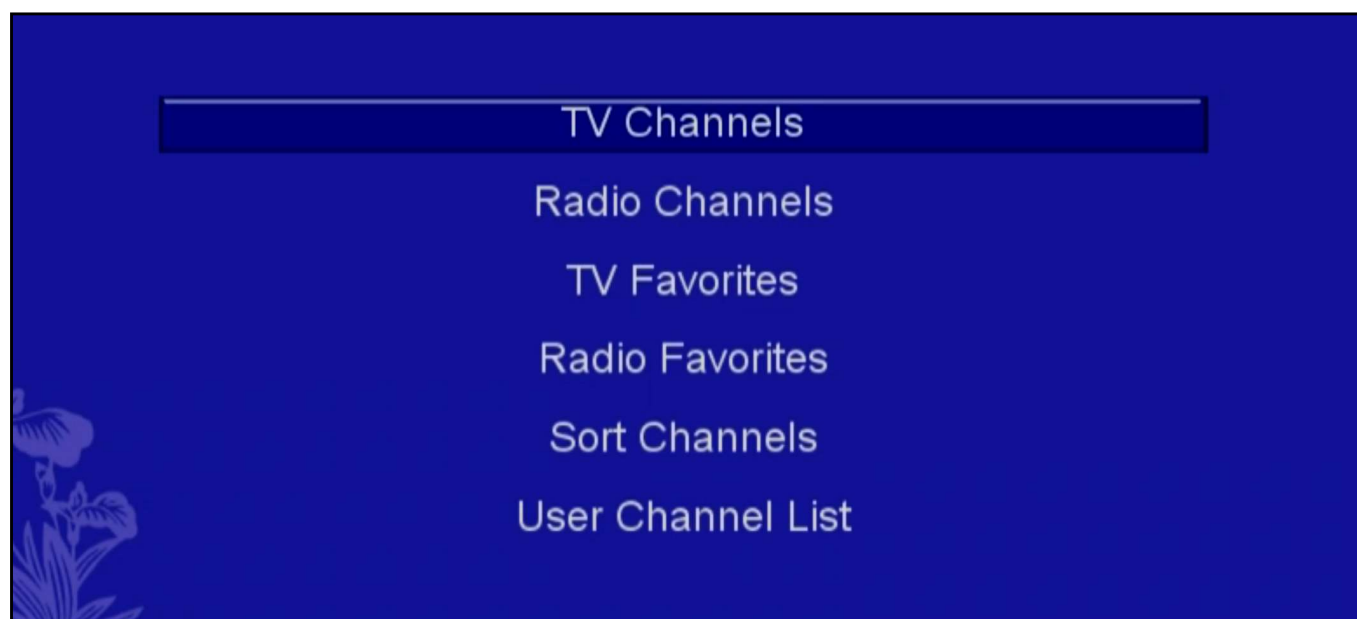 TV Channels
Radio Channels
TV Favorites
Radio Favorites
Sort Channels
User Channel List